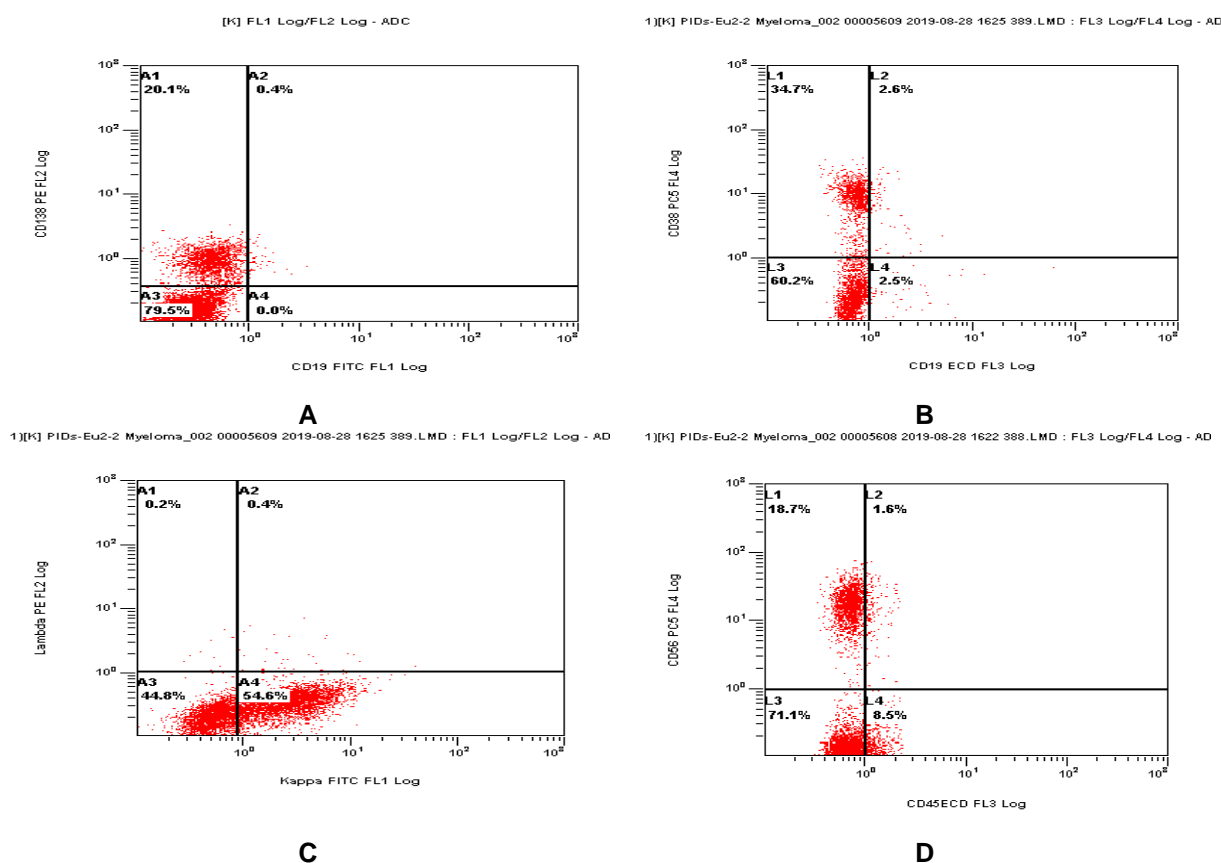 [K] FL1 Log/FL2 Log - ADC
A1
20.1%
A2
0.4%
A3
79.5%
A4
0.0%
CD138 PE FL2 Log
CD19 FITC FL1 Log
A
1)[K] PIDs-Eu2-2 Myeloma_002 00005609 2019-08-28 1625 389.LMD : FL3 Log/FL4 Log - AD
L1
34.7%
L2
2.6%
L3
60.2%
L4
2.5%
CD38 PC5 FL4 Log
CD19 ECD FL3 Log
B
1)[K] PIDs-Eu2-2 Myeloma_002 00005609 2019-08-28 1625 389.LMD : FL1 Log/FL2 Log - AD
A1
0.2%
A2
0.4%
A3
44.8%
A4
54.6%
Lambda PE FL2 Log
Kappa FITC FL1 Log
C
1)[K] PIDs-Eu2-2 Myeloma_002 00005608 2019-08-28 1622 388.LMD : FL3 Log/FL4 Log - AD
L1
18.7%
L2
1.6%
L3
71.1%
L4
8.5%
CD56 PC5 FL4 Log
CD45ECD FL3 Log
D